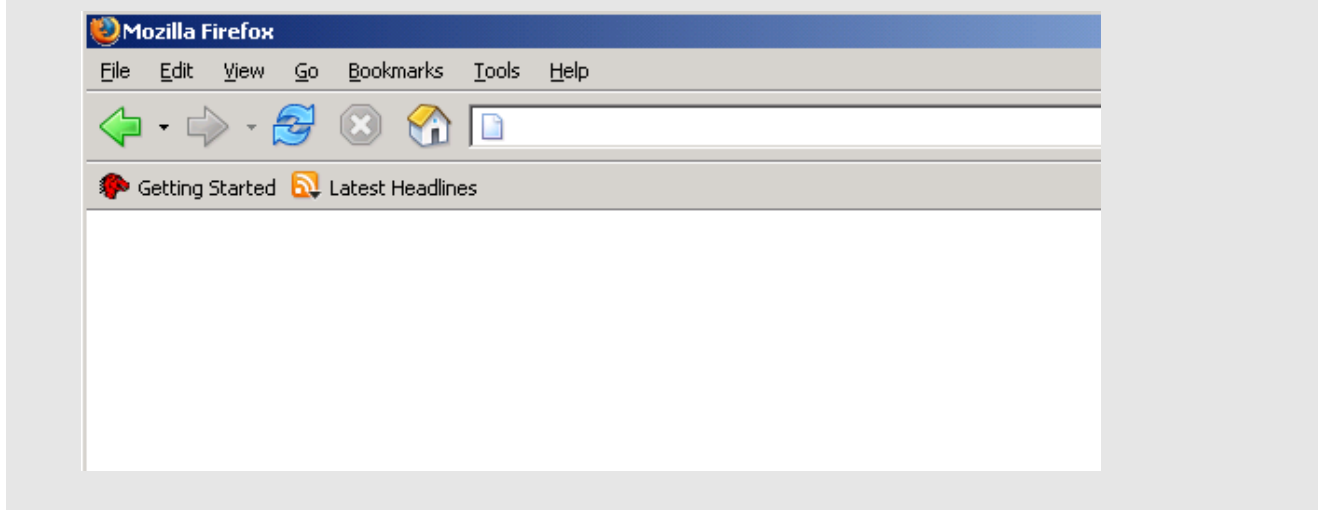 Mozilla Firefox
File Edit View Go Bookmarks Tools Help
Getting Started Latest Headlines